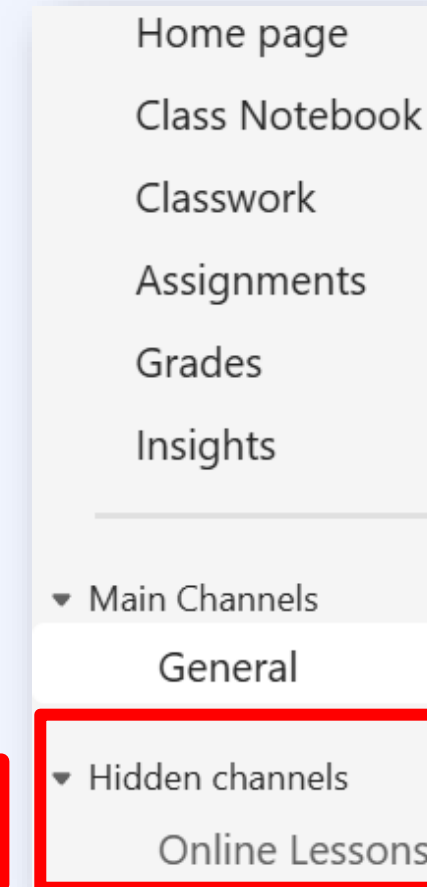 Home page
Class Notebook
Classwork
Assignments
Grades
Insights
Main Channels
General
Hidden channels
Online Lessons